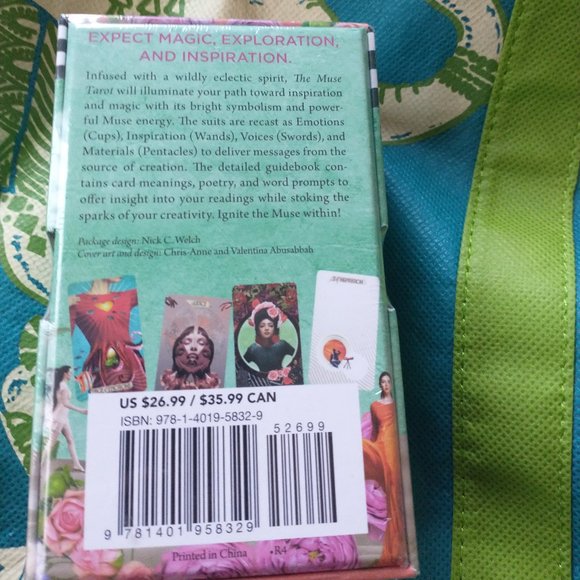 EXPECT MAGIC, EXPLORATION,
AND INSPIRATION.
Infused with a wildly eclectic spirit, The Muse
Tarot will illuminate your path toward inspiration
and magic with its bright symbolism and power-
ful Muse energy. The suits are recast as Emotions
(Cups), Inspiration (Wands), Voices (Swords), and
Materials (Pentacles) to deliver messages from the
source of creation. The detailed guidebook con-
tains card meanings, poetry, and word prompts to
offer insight into your readings while stoking the
sparks of your creativity. Ignite the Muse within!
Package design: Nick C. Welch
Cover art and design: Chris-Anne and Valentina Abusabbah
US $26.99 / $35.99 CAN
ISBN: 978-1-4019-5832-9
52699
9 781401 958329
Printed in China •R4